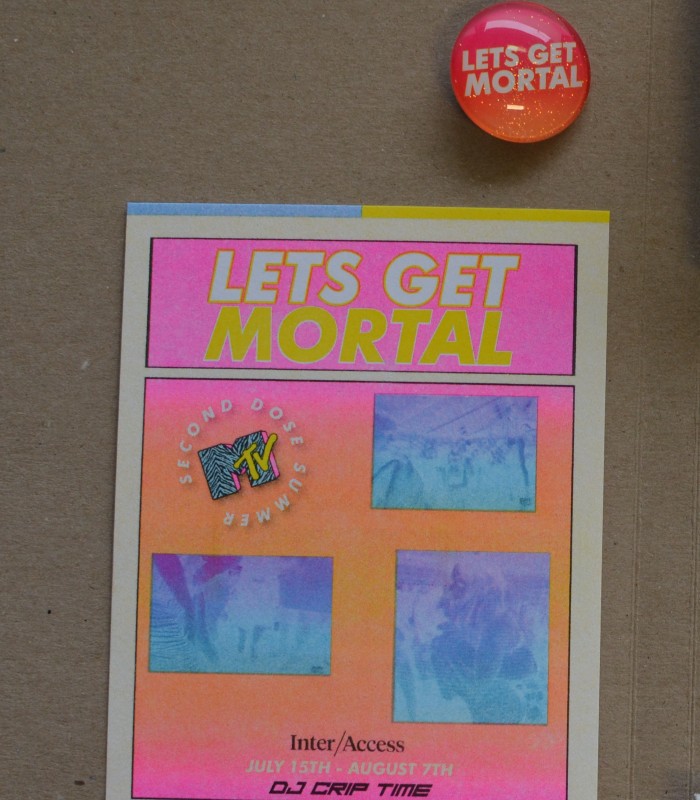 LETS GET
MORTAL
LETS GET
MORTAL
SECOND DOSE SUMMER
MTV
Inter/Access
JULY 15TH - AUGUST 7TH
DJ CRIP TIME